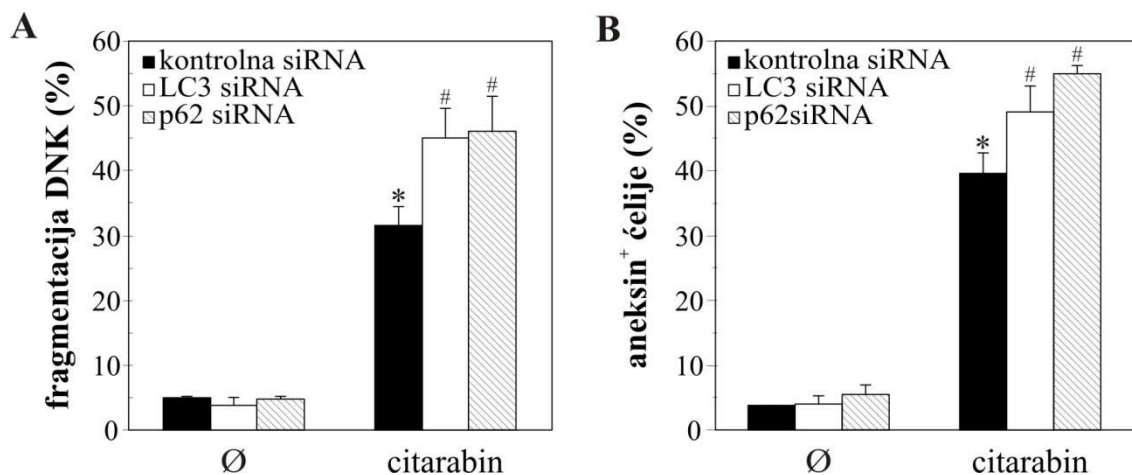 A
fragmentacija DNK (%)
60
50
40
30
20
10
0
kontrolna siRNA
LC3 siRNA
p62 siRNA
*
#
#
Ø
citarabin
B
aneksin⁺ ćelije (%)
60
50
40
30
20
10
0
kontrolna siRNA
LC3 siRNA
p62siRNA
*
#
#
Ø
citarabin